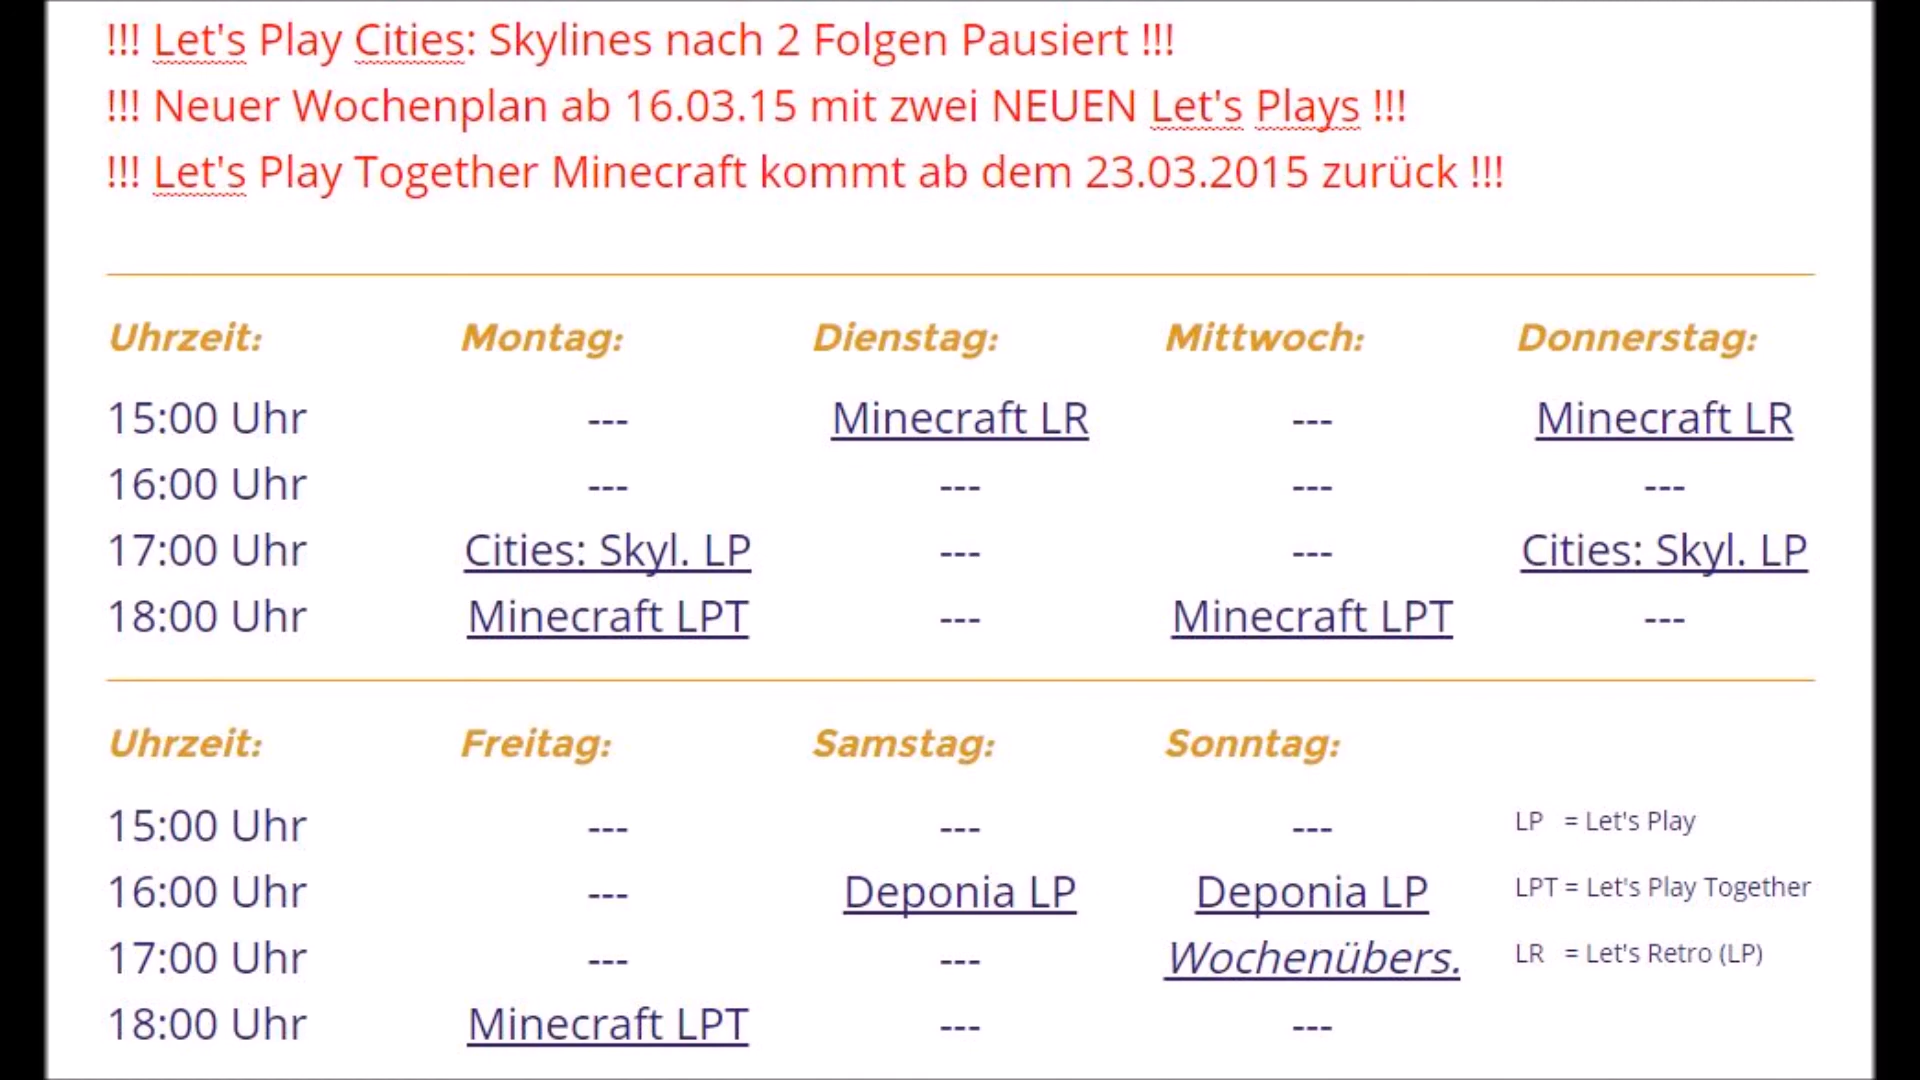 !!! Let's Play Cities: Skylines nach 2 Folgen Pausiert !!!
!!! Neuer Wochenplan ab 16.03.15 mit zwei NEUEN Let's Plays !!!
!!! Let's Play Together Minecraft kommt ab dem 23.03.2015 zurück !!!
Uhrzeit: Montag: Dienstag: Mittwoch: Donnerstag:
15:00 Uhr --- Minecraft LR --- Minecraft LR
16:00 Uhr --- --- --- ---
17:00 Uhr Cities: Skyl. LP --- --- Cities: Skyl. LP
18:00 Uhr Minecraft LPT --- Minecraft LPT ---
Uhrzeit: Freitag: Samstag: Sonntag:
15:00 Uhr --- --- --- LP = Let's Play
16:00 Uhr --- Deponia LP Deponia LP LPT = Let's Play Together
17:00 Uhr --- --- Wochenübers. LR = Let's Retro (LP)
18:00 Uhr Minecraft LPT --- ---